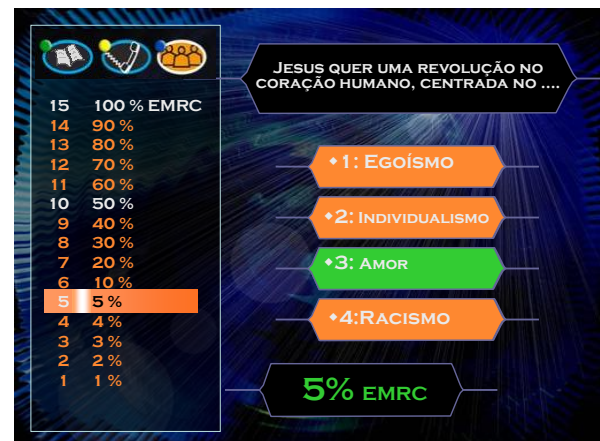 JESUS QUER UMA REVOLUÇÃO NO
CORAÇÃO HUMANO, CENTRADA NO ....
15 100 % EMRC
14 90 %
13 80 %
12 70 %
11 60 %
10 50 %
9 40 %
8 30 %
7 20 %
6 10 %
5 5 %
4 4 %
3 3 %
2 2 %
1 1 %
1: EGOÍSMO
2: INDIVIDUALISMO
3: AMOR
4:RACISMO
5% EMRC